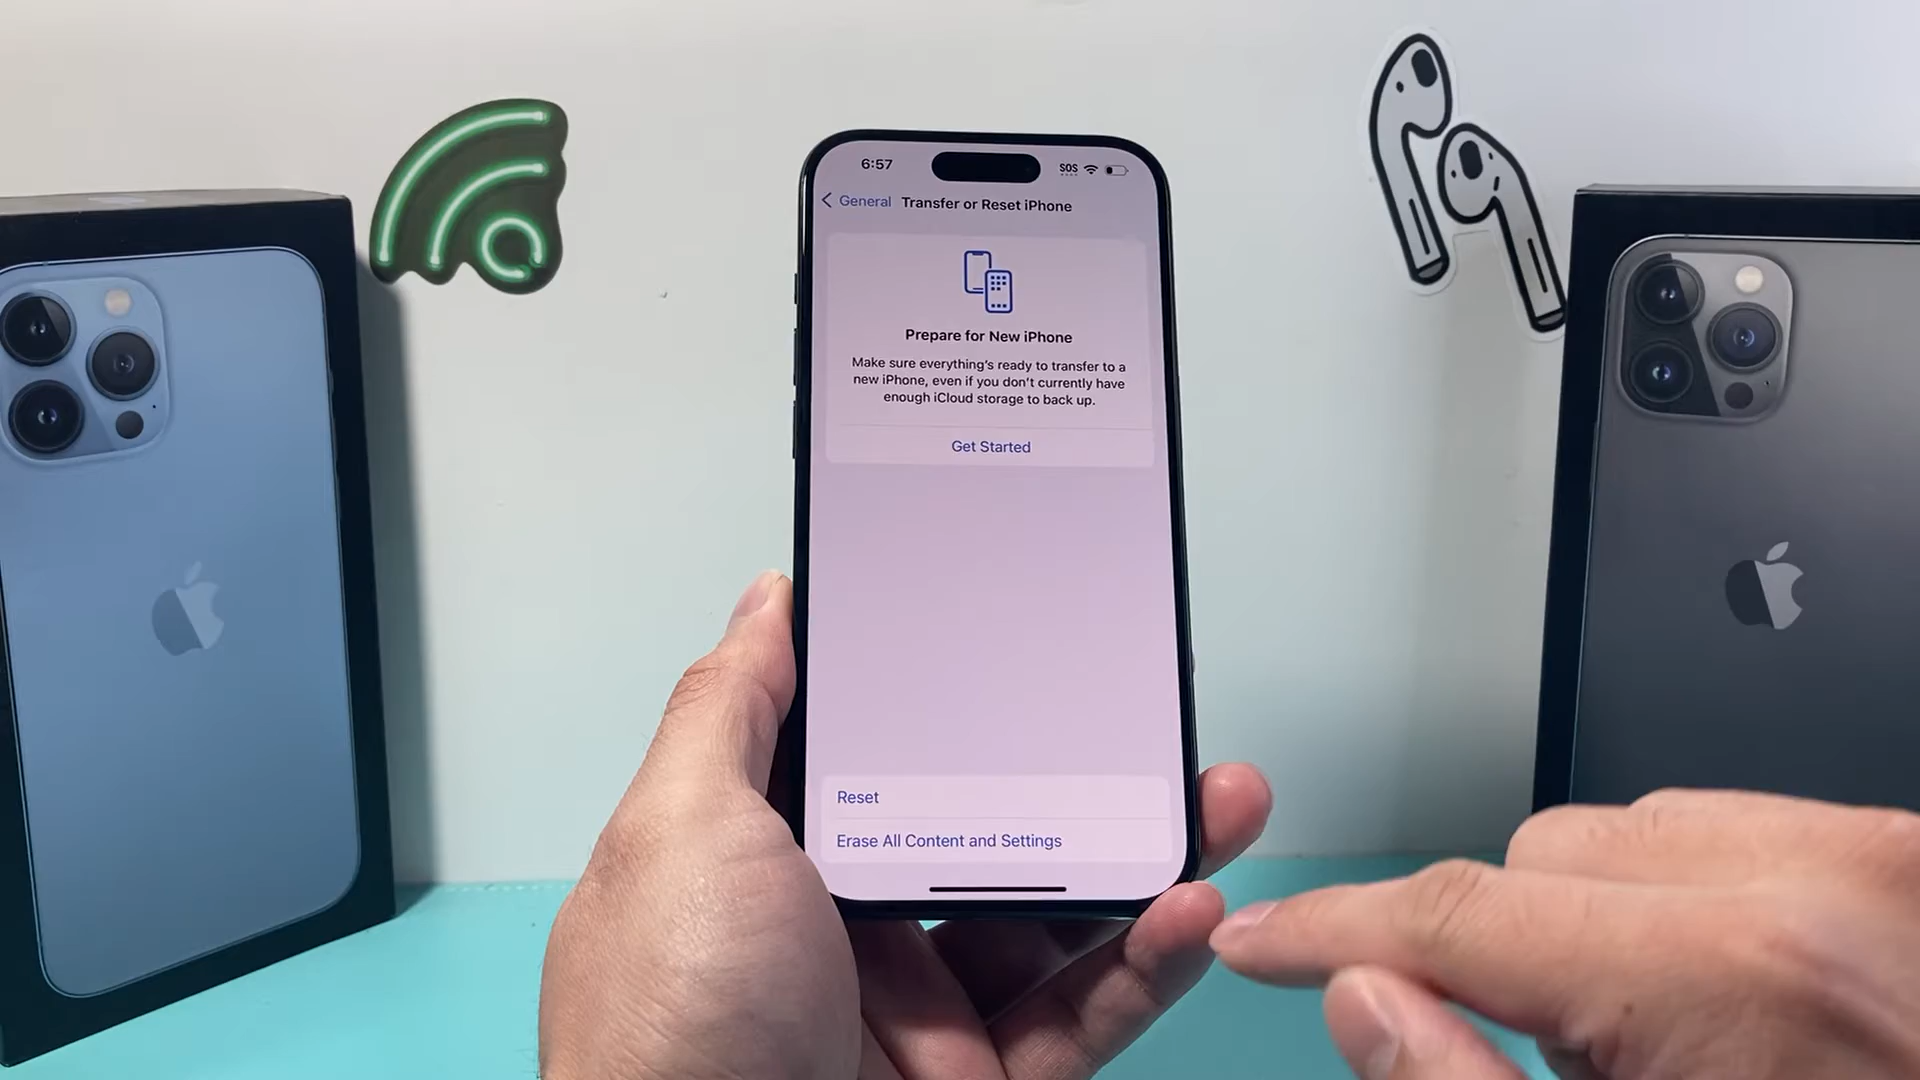 6:57
SOS
General
Transfer or Reset iPhone
Prepare for New iPhone
Make sure everything's ready to transfer to a
new iPhone, even if you don't currently have
enough iCloud storage to back up.
Get Started
Reset
Erase All Content and Settings